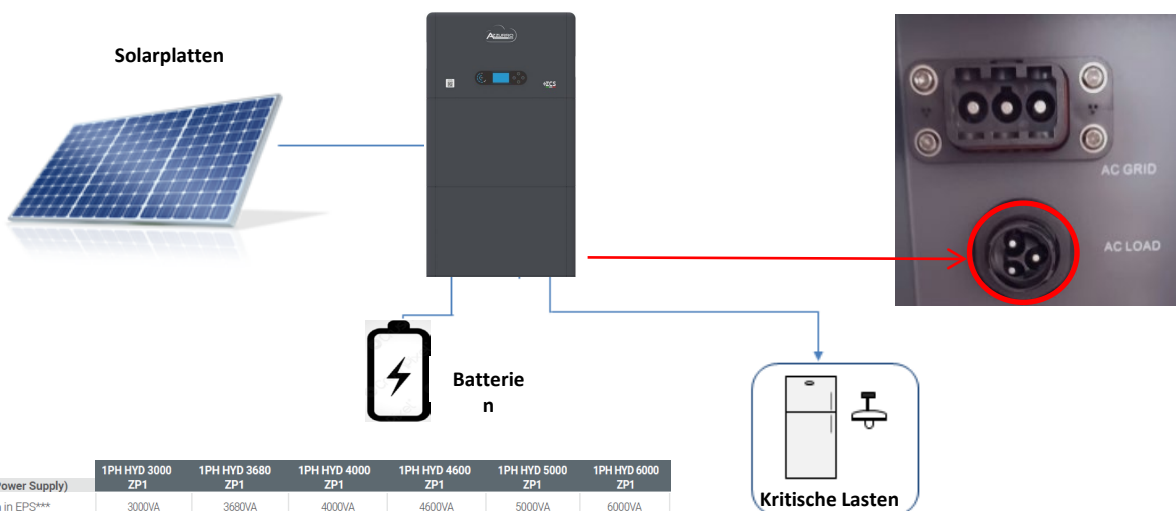 Solarplatten
AZZURRO
ZCS
AC GRID
AC LOAD
Batterie
n
Kritische Lasten
1PH HYD 3000 1PH HYD 3680 1PH HYD 4000 1PH HYD 4600 1PH HYD 5000 1PH HYD 6000
Power Supply) ZP1 ZP1 ZP1 ZP1 ZP1 ZP1
in EPS*** 3000VA 3680VA 4000VA 4600VA 5000VA 6000VA